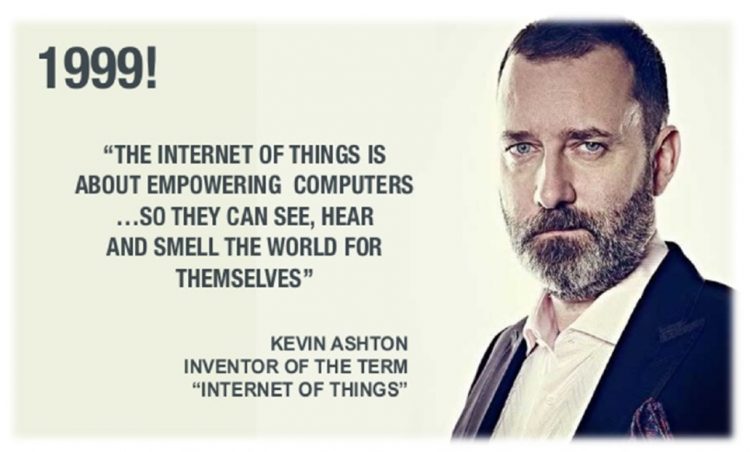 1999!
“THE INTERNET OF THINGS IS
ABOUT EMPOWERING COMPUTERS
…SO THEY CAN SEE, HEAR
AND SMELL THE WORLD FOR
THEMSELVES”
KEVIN ASHTON
INVENTOR OF THE TERM
“INTERNET OF THINGS”